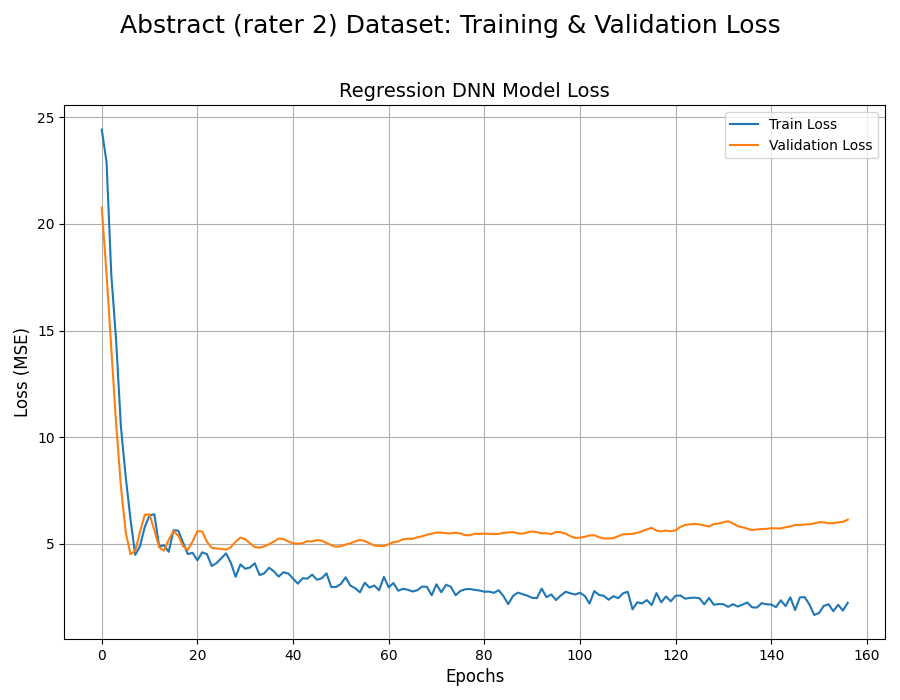 Abstract (rater 2) Dataset: Training & Validation Loss
Regression DNN Model Loss
Train Loss
Validation Loss
25
20
15
10
5
Loss (MSE)
0 20 40 60 80 100 120 140 160
Epochs